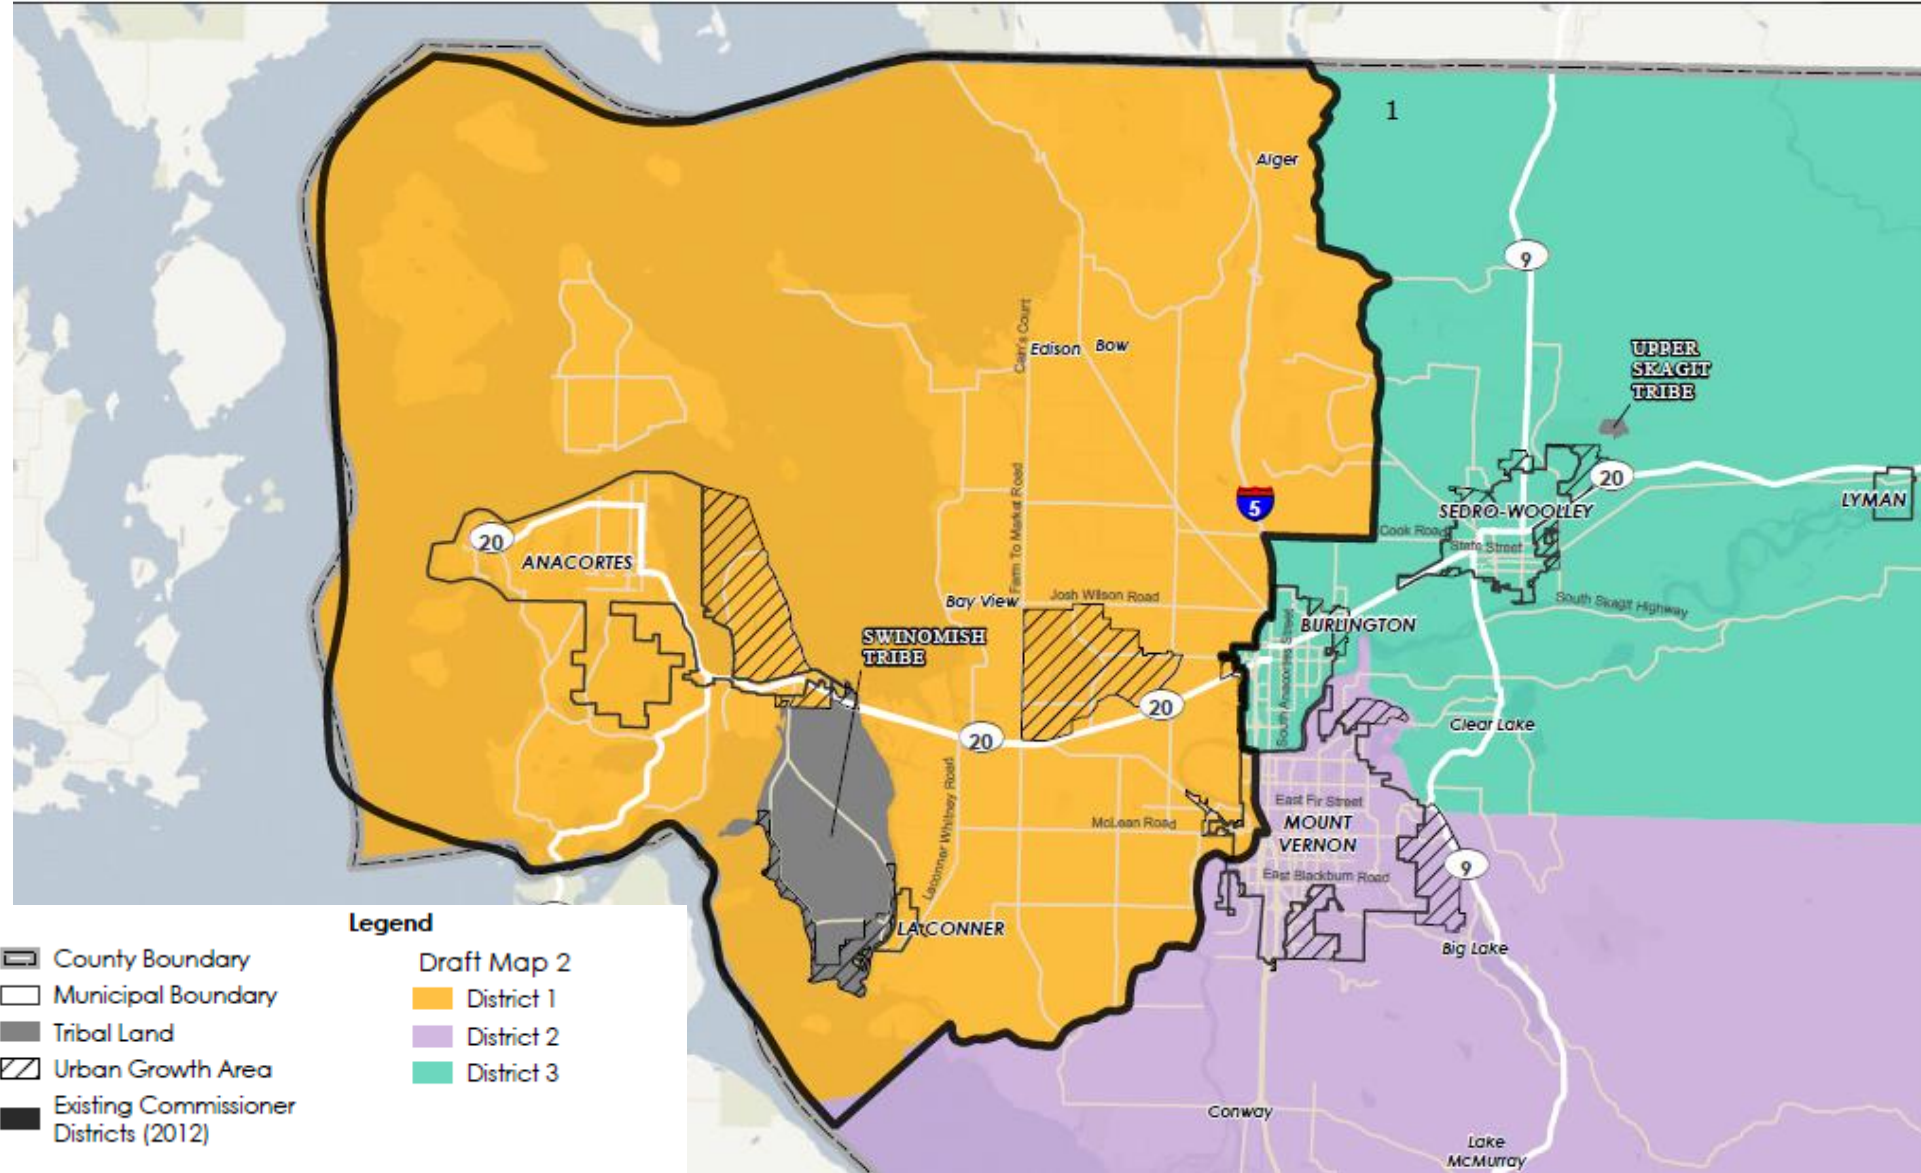 1
Alger
9
Cain's Court
Edison Bow
UPPER
SKAGIT
TRIBE
5
20
LYMAN
SEDRO-WOOLLEY
Cook Road
State Street
Farm To Market Road
20
ANACORTES
Bay View
Josh Wilson Road
South Skagit Highway
BURLINGTON
SWINOMISH
TRIBE
South Anacortes Street
20
20
Clear Lake
Laconner Whitney Road
McLean Road
East Fir Street
MOUNT
VERNON
East Blackburn Road
9
LA CONNER
Big Lake
Conway
Lake
McMurray
Legend
County Boundary
Municipal Boundary
Tribal Land
Urban Growth Area
Existing Commissioner
Districts (2012)
Draft Map 2
District 1
District 2
District 3